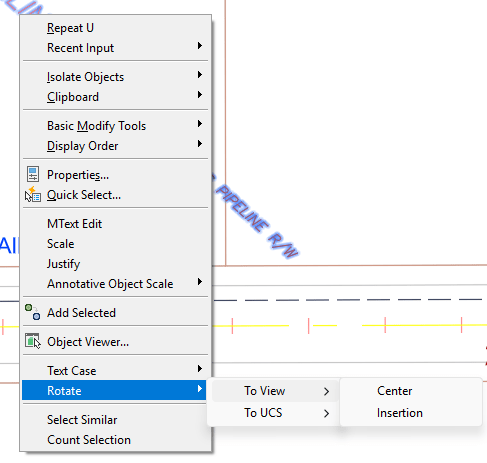 Repeat U
Recent Input
Isolate Objects
Clipboard
Basic Modify Tools
Display Order
Properties...
Quick Select...
PIPELINE R/W
MText Edit
Scale
Justify
Annotative Object Scale
Add Selected
Object Viewer...
Text Case
Rotate
To View
Center
To UCS
Insertion
Select Similar
Count Selection